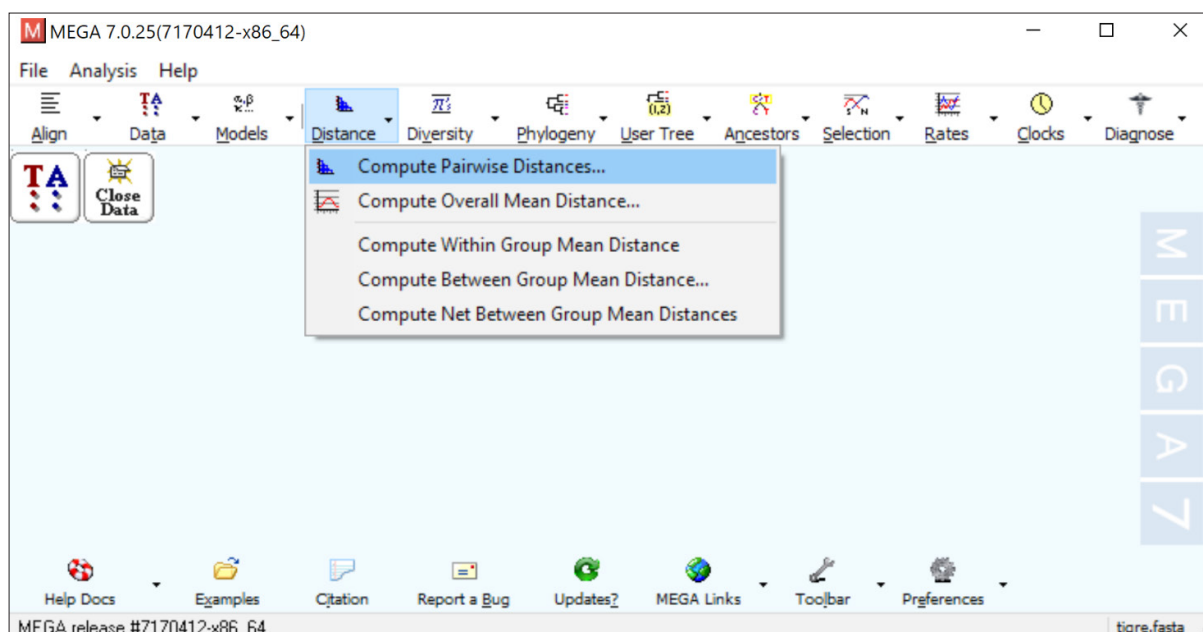 M MEGA 7.0.25(7170412-x86_64)
File Analysis Help
Align Data Models Distance Diversity Phylogeny User Tree Ancestors Selection Rates Clocks Diagnose
TA
Close
Data
Compute Pairwise Distances...
Compute Overall Mean Distance...
Compute Within Group Mean Distance
Compute Between Group Mean Distance...
Compute Net Between Group Mean Distances
MEGA7
Help Docs Examples Citation Report a Bug Updates? MEGA Links Toolbar Preferences
MEGA release #7170412-x86_64 tigre.fasta